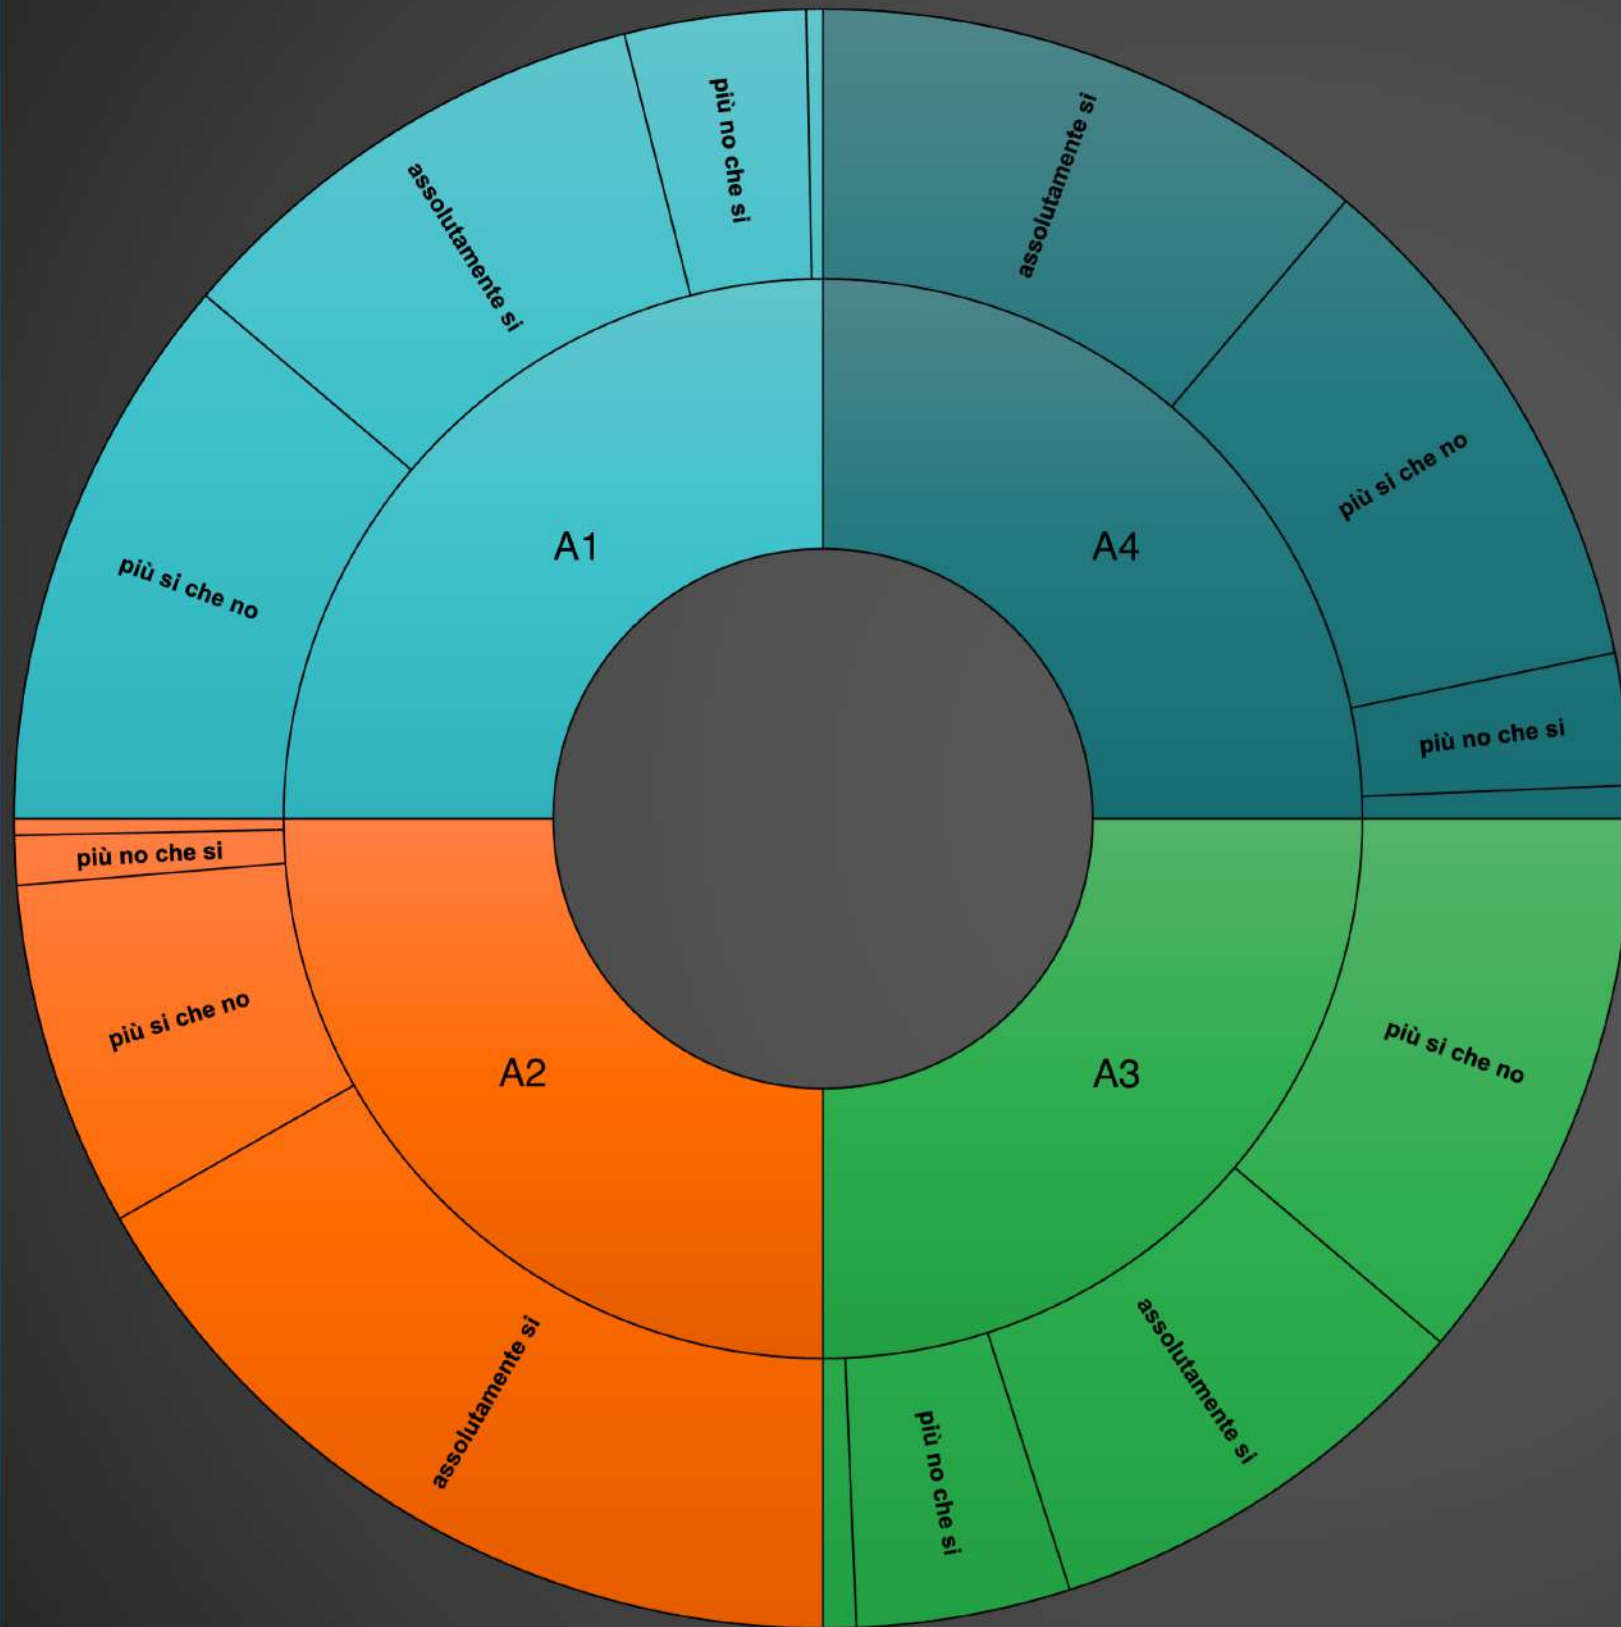 più no che si
assolutamente si
assolutamente si
più si che no
A1
A4
più si che no
più no che si
più no che si
più si che no
A2
A3
più si che no
assolutamente si
assolutamente si
più no che si